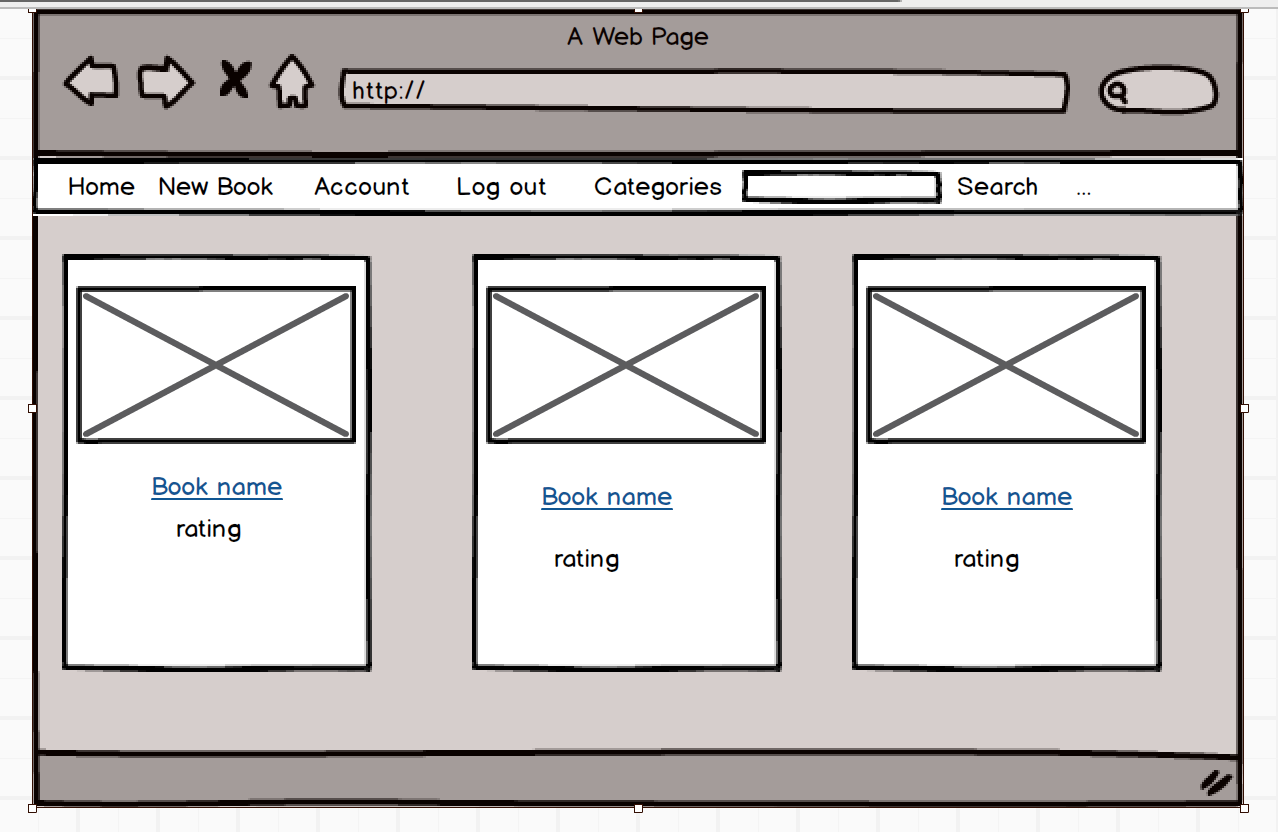 A Web Page
http://
Home New Book Account Log out Categories Search ...
Book name
rating
Book name
rating
Book name
rating